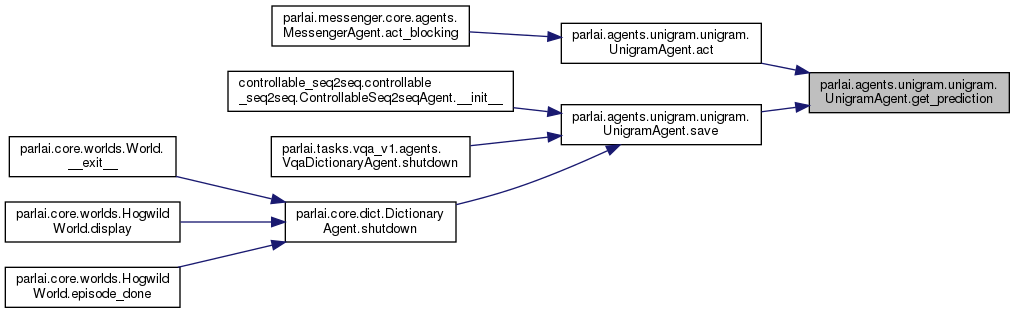 parlai.messenger.core.agents.
MessengerAgent.act_blocking
parlai.agents.unigram.unigram.
UnigramAgent.act
parlai.agents.unigram.unigram.
UnigramAgent.get_prediction
controllable_seq2seq.controllable
_seq2seq.ControllableSeq2seqAgent.__init__
parlai.agents.unigram.unigram.
UnigramAgent.save
parlai.tasks.vqa_v1.agents.
VqaDictionaryAgent.shutdown
parlai.core.worlds.World.
__exit__
parlai.core.worlds.Hogwild
World.display
parlai.core.dict.Dictionary
Agent.shutdown
parlai.core.worlds.Hogwild
World.episode_done